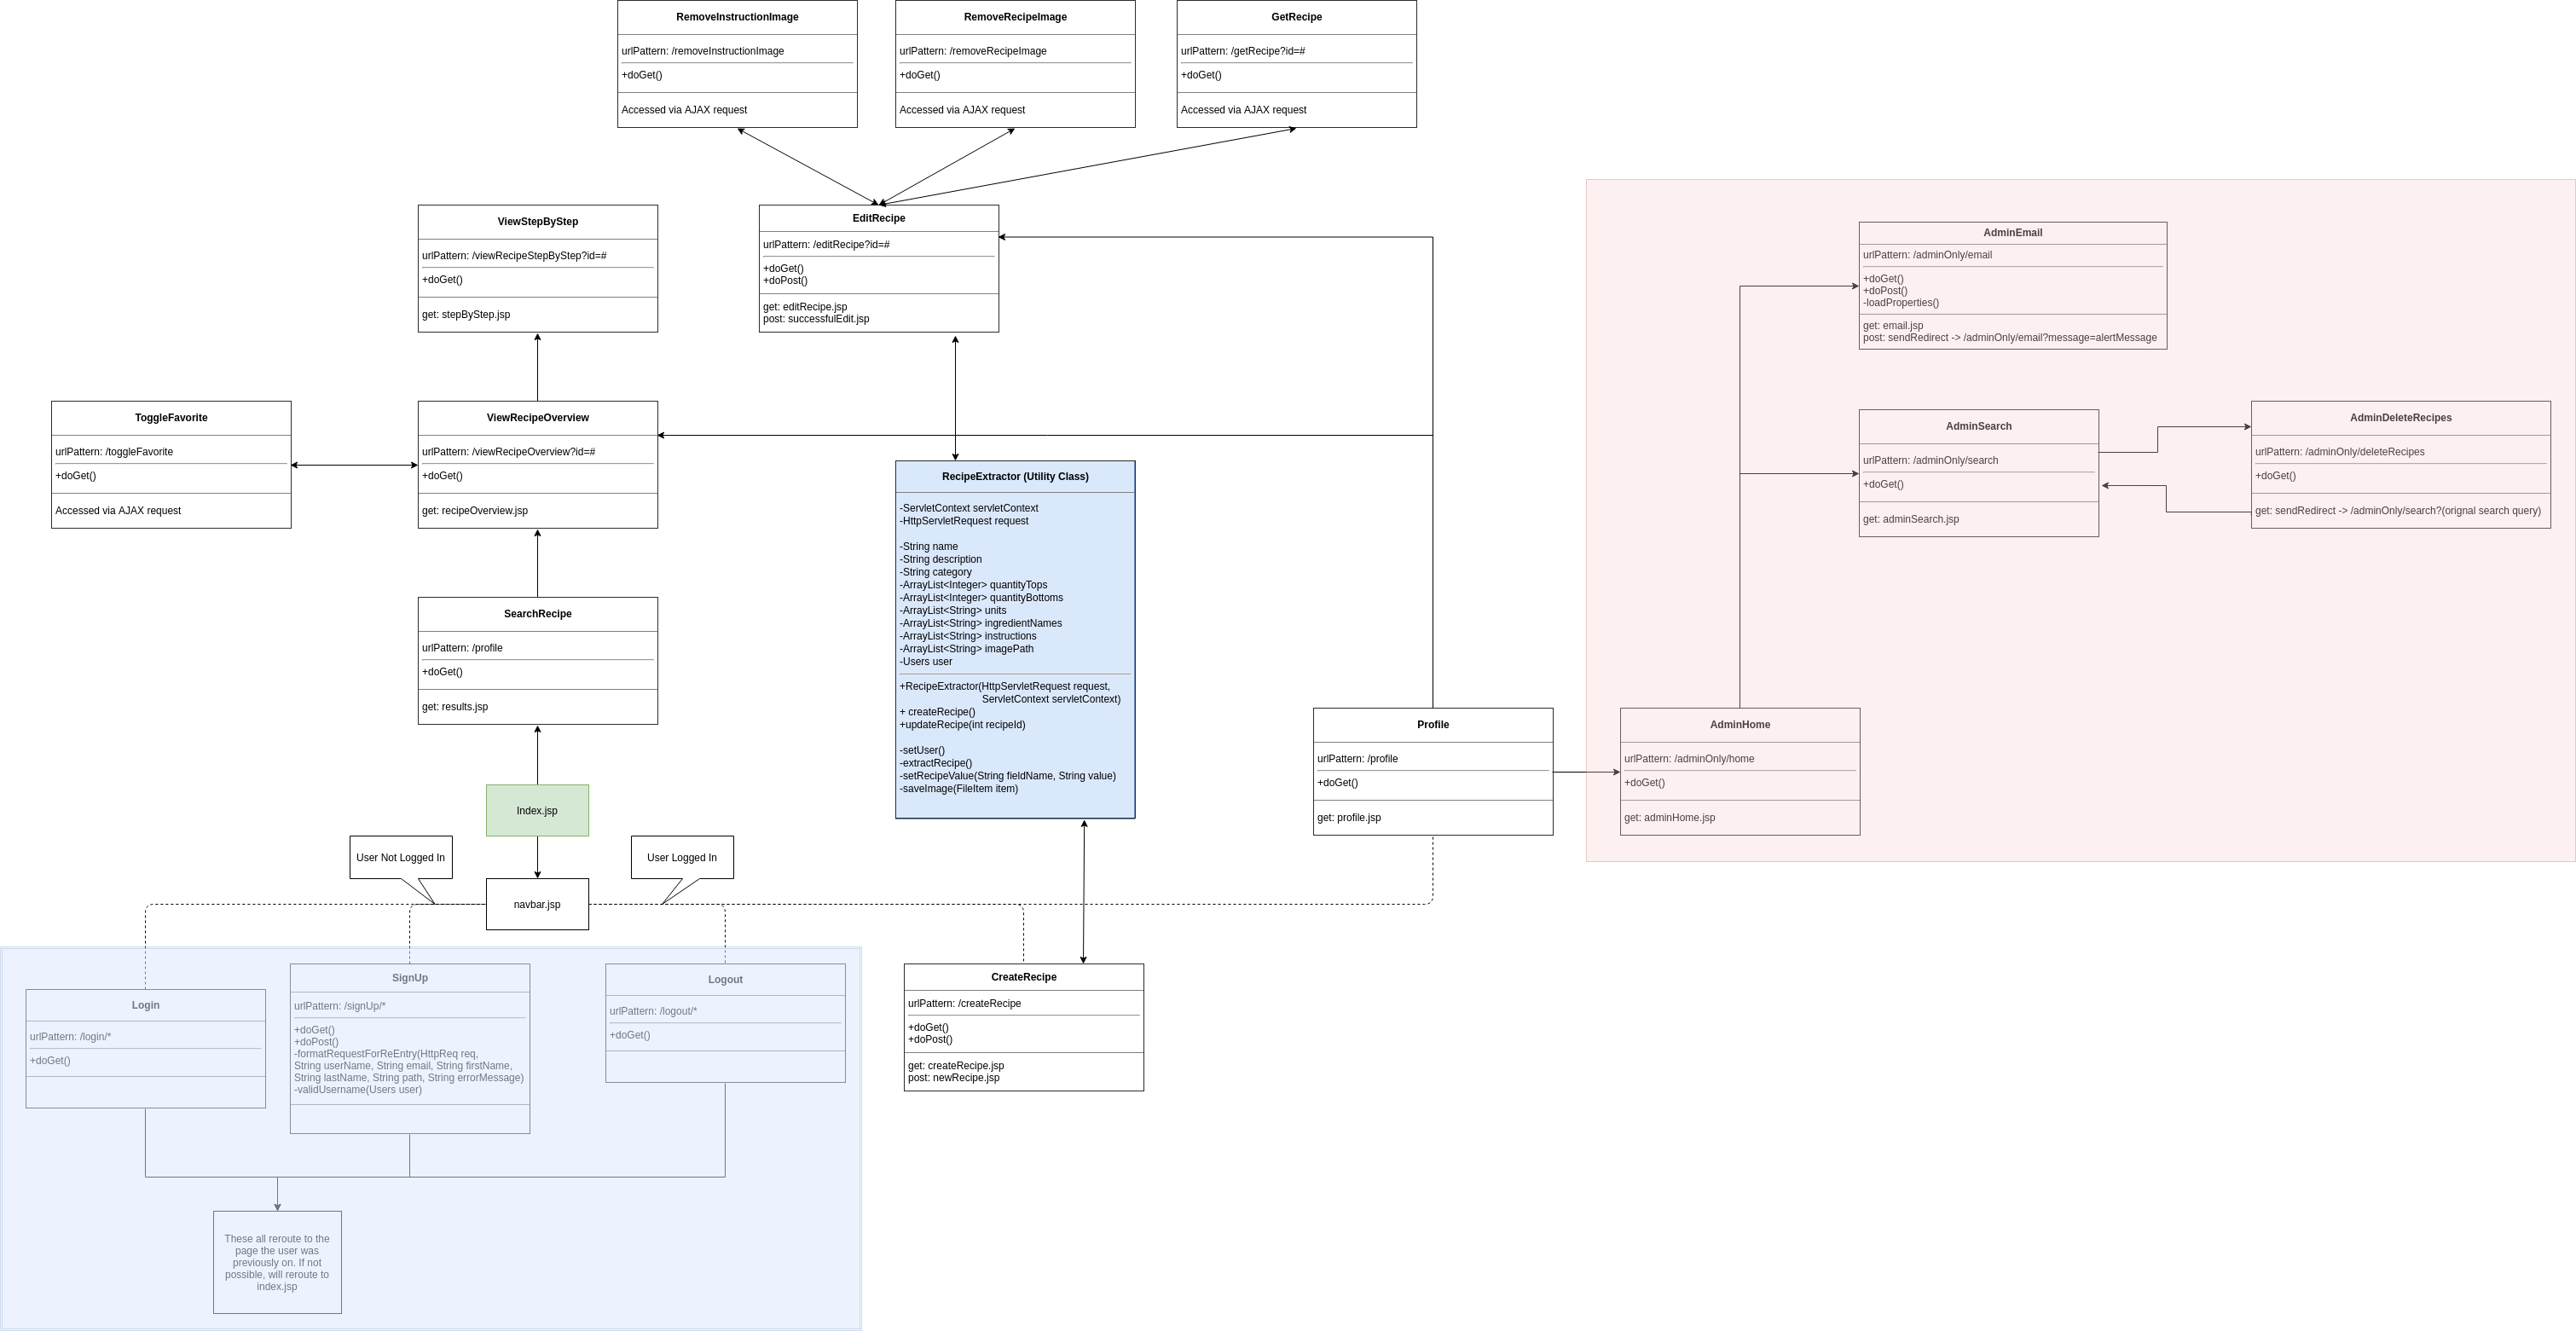 RemoveInstructionImage
urlPattern: /removeInstructionImage
+doGet()
Accessed via AJAX request
RemoveRecipeImage
urlPattern: /removeRecipeImage
+doGet()
Accessed via AJAX request
GetRecipe
urlPattern: /getRecipe?id=#
+doGet()
Accessed via AJAX request
ViewStepByStep
urlPattern: /viewRecipeStepByStep?id=#
+doGet()
get: stepByStep.jsp
EditRecipe
urlPattern: /editRecipe?id=#
+doGet()
+doPost()
get: editRecipe.jsp
post: successfulEdit.jsp
AdminEmail
urlPattern: /adminOnly/email
+doGet()
+doPost()
-loadProperties()
get: email.jsp
post: sendRedirect -> /adminOnly/email?message=alertMessage
ToggleFavorite
urlPattern: /toggleFavorite
+doGet()
Accessed via AJAX request
ViewRecipeOverview
urlPattern: /viewRecipeOverview?id=#
+doGet()
get: recipeOverview.jsp
RecipeExtractor (Utility Class)
-ServletContext servletContext
-HttpServletRequest request
-String name
-String description
-String category
-ArrayList<Integer> quantityTops
-ArrayList<Integer> quantityBottoms
-ArrayList<String> units
-ArrayList<String> ingredientNames
-ArrayList<String> instructions
-ArrayList<String> imagePath
-Users user
+RecipeExtractor(HttpServletRequest request,
ServletContext servletContext)
+ createRecipe()
+updateRecipe(int recipeId)
-setUser()
-extractRecipe()
-setRecipeValue(String fieldName, String value)
-saveImage(FileItem item)
AdminSearch
urlPattern: /adminOnly/search
+doGet()
get: adminSearch.jsp
AdminDeleteRecipes
urlPattern: /adminOnly/deleteRecipes
+doGet()
get: sendRedirect -> /adminOnly/search?(orignal search query)
SearchRecipe
urlPattern: /profile
+doGet()
get: results.jsp
Profile
urlPattern: /profile
+doGet()
get: profile.jsp
AdminHome
urlPattern: /adminOnly/home
+doGet()
get: adminHome.jsp
Index.jsp
User Not Logged In
User Logged In
navbar.jsp
Login
urlPattern: /login/*
+doGet()
SignUp
urlPattern: /signUp/*
+doGet()
+doPost()
-formatRequestForReEntry(HttpReq req,
String userName, String email, String firstName,
String lastName, String path, String errorMessage)
-validUsername(Users user)
Logout
urlPattern: /logout/*
+doGet()
CreateRecipe
urlPattern: /createRecipe
+doGet()
+doPost()
get: createRecipe.jsp
post: newRecipe.jsp
These all reroute to the
page the user was
previously on. If not
possible, will reroute to
index.jsp